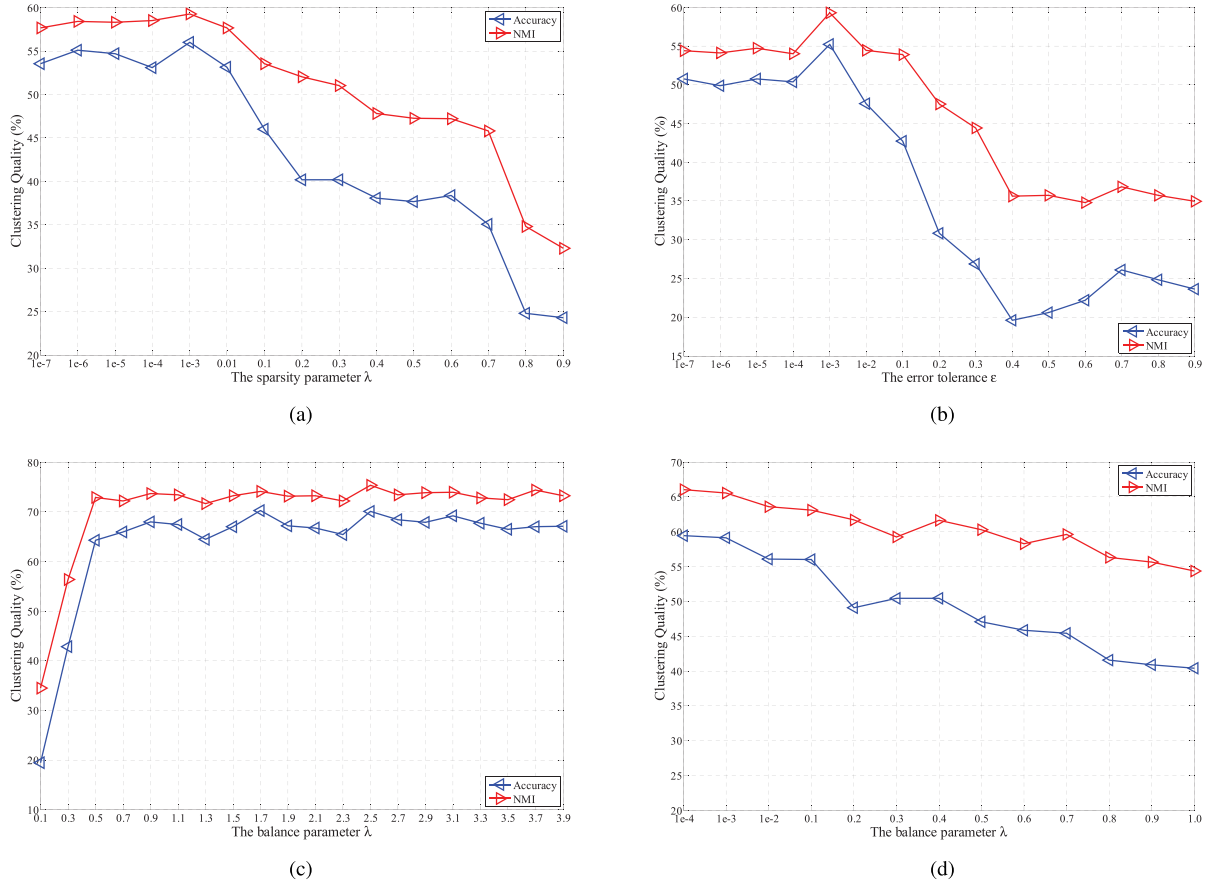 60
55
50
45
40
35
30
25
20
Clustering Quality (%)
Accuracy
NMI
1e-7 1e-6 1e-5 1e-4 1e-3 0.01 0.1 0.2 0.3 0.4 0.5 0.6 0.7 0.8 0.9
The sparsity parameter λ
(a)
60
55
50
45
40
35
30
25
20
15
Clustering Quality (%)
Accuracy
NMI
1e-7 1e-6 1e-5 1e-4 1e-3 1e-2 0.1 0.2 0.3 0.4 0.5 0.6 0.7 0.8 0.9
The error tolerance ε
(b)
80
70
60
50
40
30
20
10
Clustering Quality (%)
Accuracy
NMI
0.1 0.3 0.5 0.7 0.9 1.1 1.3 1.5 1.7 1.9 2.1 2.3 2.5 2.7 2.9 3.1 3.3 3.5 3.7 3.9
The balance parameter λ
(c)
70
65
60
55
50
45
40
35
30
25
20
Clustering Quality (%)
Accuracy
NMI
1e-4 1e-3 1e-2 0.1 0.2 0.3 0.4 0.5 0.6 0.7 0.8 0.9 1.0
The balance parameter λ
(d)